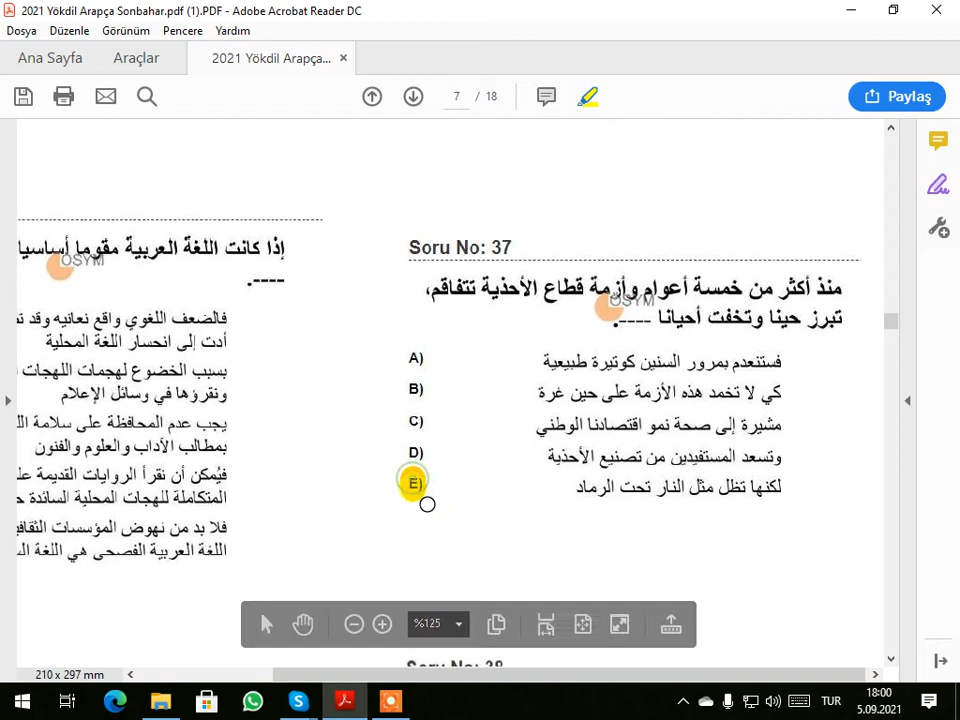 2021 Yökdil Arapça Sonbahar.pdf (1).PDF - Adobe Acrobat Reader DC
Dosya Düzenle Görünüm Pencere Yardım
Ana Sayfa Araçlar 2021 Yökdil Arapça...
7 / 18 Paylaş
Soru No: 37
منذ أكثر من خمسة أعوام وأزمة قطاع الأحذية تتفاقم،
تبرز حينا وتخفت أحيانا ----.
ÖSYM
A) فستنعدم بمرور السنين كوتيرة طبيعية
B) كي لا تخمد هذه الأزمة على حين غرة
C) مشيرة إلى صحة نمو اقتصادنا الوطني
D) وتسعد المستفيدين من تصنيع الأحذية
E) لكنها تظل مثل النار تحت الرماد
إذا كانت اللغة العربية مقوما أساسيا
----.
ÖSYM
فالضعف اللغوي واقع نعانيه وقد
أدت إلى انحسار اللغة المحلية
بسبب الخضوع لهجمات اللهجات
ونقرؤها في وسائل الإعلام
يجب عدم المحافظة على سلامة
بمطالب الآداب والعلوم والفنون
فيُمكن أن نقرأ الروايات القديمة
المتكاملة للهجات المحلية السائدة
فلا بد من نهوض المؤسسات
اللغة العربية الفصحى هي اللغة
%125
Soru No: 38
210 x 297 mm
TUR
18:00
5.09.2021